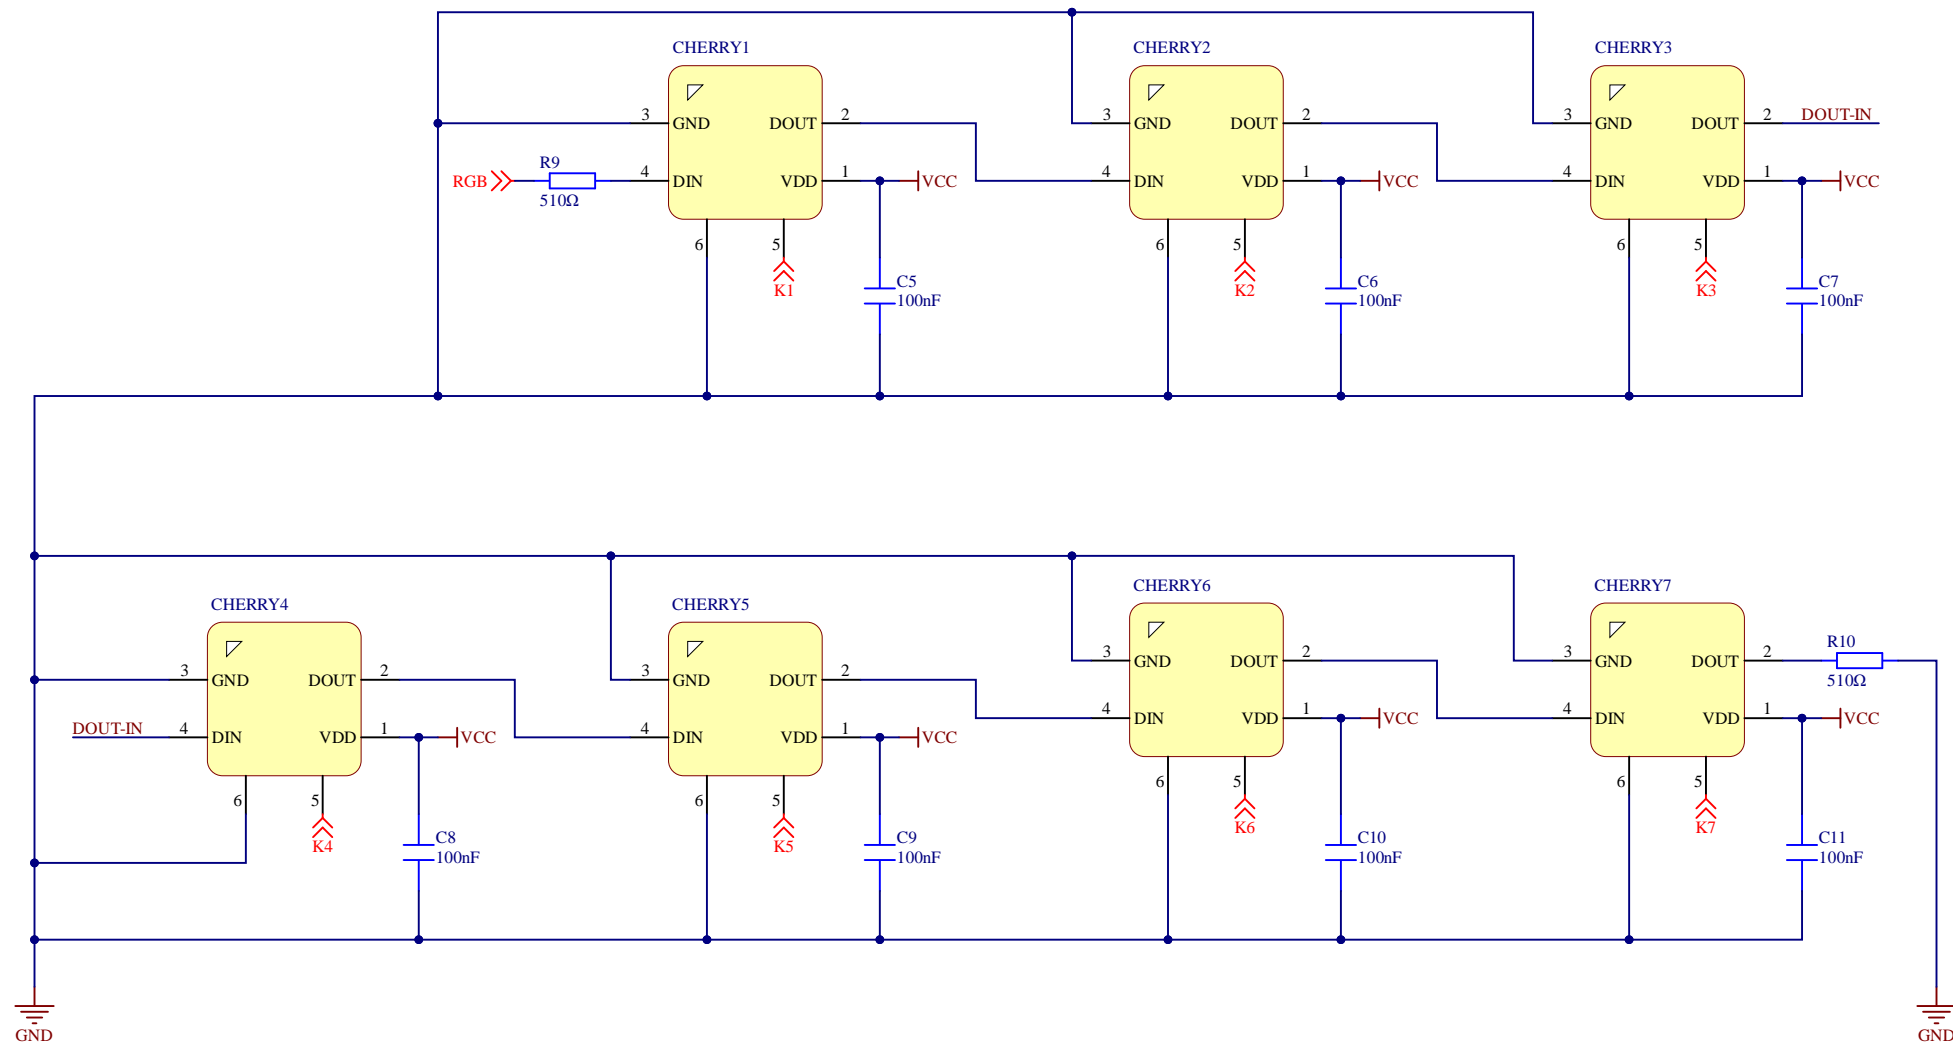 CHERRY1 CHERRY2 CHERRY3
3 GND DOUT 2 3 GND DOUT 2 3 GND DOUT 2 DOUT-IN
RGB R9 4 DIN VDD 1 VCC 4 DIN VDD 1 VCC 4 DIN VDD 1 VCC
510Ω
6 5 6 5 6 5
K1 C5 K2 C6 K3 C7
100nF 100nF 100nF
CHERRY4 CHERRY5 CHERRY6 CHERRY7
3 GND DOUT 2 3 GND DOUT 2 3 GND DOUT 2 3 GND DOUT 2 R10
510Ω
DOUT-IN 4 DIN VDD 1 VCC 4 DIN VDD 1 VCC 4 DIN VDD 1 VCC 4 DIN VDD 1 VCC
6 5 6 5 6 5 6 5
K4 C8 K5 C9 K6 C10 K7 C11
100nF 100nF 100nF 100nF
GND GND